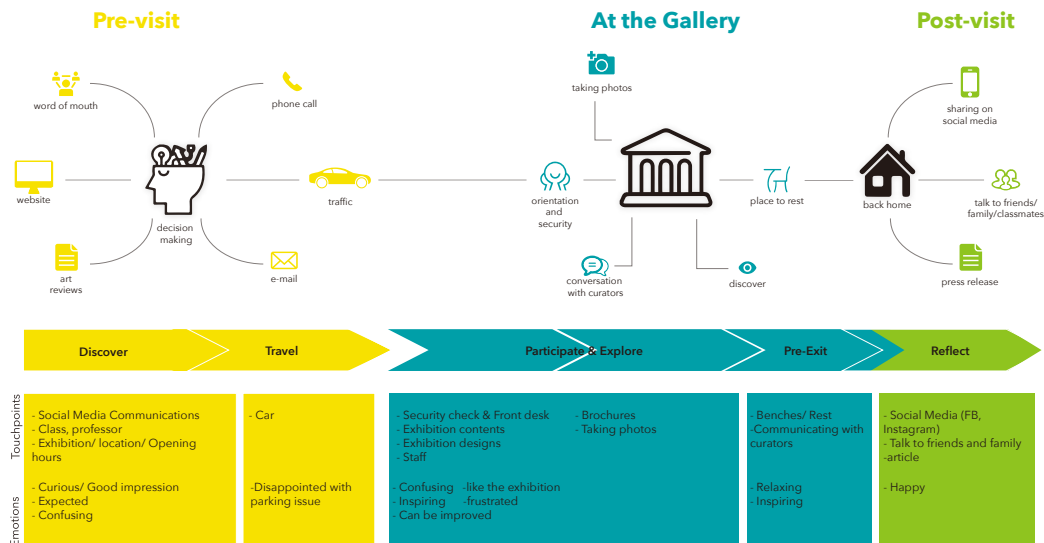 Pre-visit
At the Gallery
Post-visit
word of mouth
phone call
taking photos
sharing on
social media
website
decision
making
traffic
orientation
and
security
place to rest
back home
talk to friends/
family/classmates
art
reviews
e-mail
conversation
with curators
discover
press release
Discover
Travel
Participate & Explore
Pre-Exit
Reflect
Touchpoints
- Social Media Communications
- Class, professor
- Exhibition/ location/ Opening
hours
- Car
- Security check & Front desk
- Exhibition contents
- Exhibition designs
- Staff
- Brochures
- Taking photos
- Benches/ Rest
-Communicating with
curators
- Social Media (FB,
Instagram)
- Talk to friends and family
-article
Emotions
- Curious/ Good impression
- Expected
- Confusing
-Disappointed with
parking issue
- Confusing -like the exhibition
- Inspiring -frustrated
- Can be improved
- Relaxing
- Inspiring
- Happy